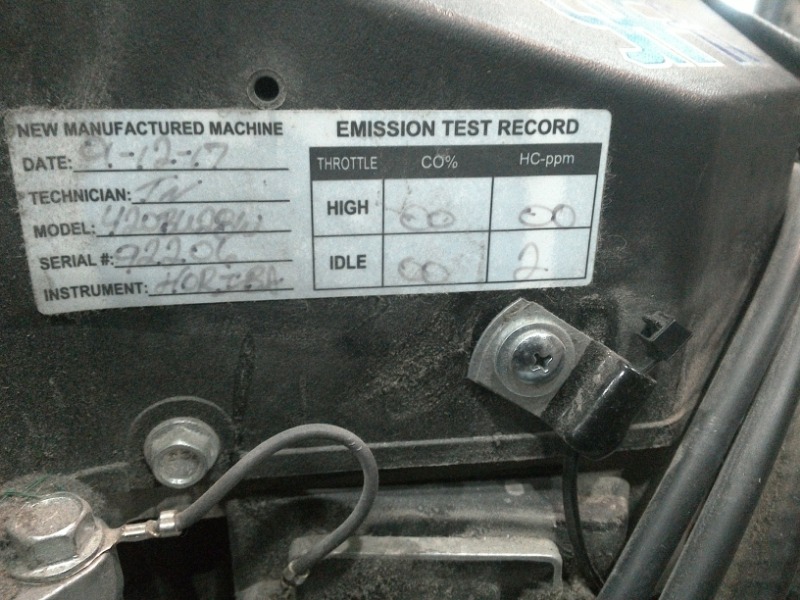 NEW MANUFACTURED MACHINE
DATE: 01-12-17
TECHNICIAN:
MODEL:
SERIAL #: 92206
INSTRUMENT: HORIBA
EMISSION TEST RECORD
THROTTLE CO% HC-ppm
HIGH 00 00
IDLE 00 2